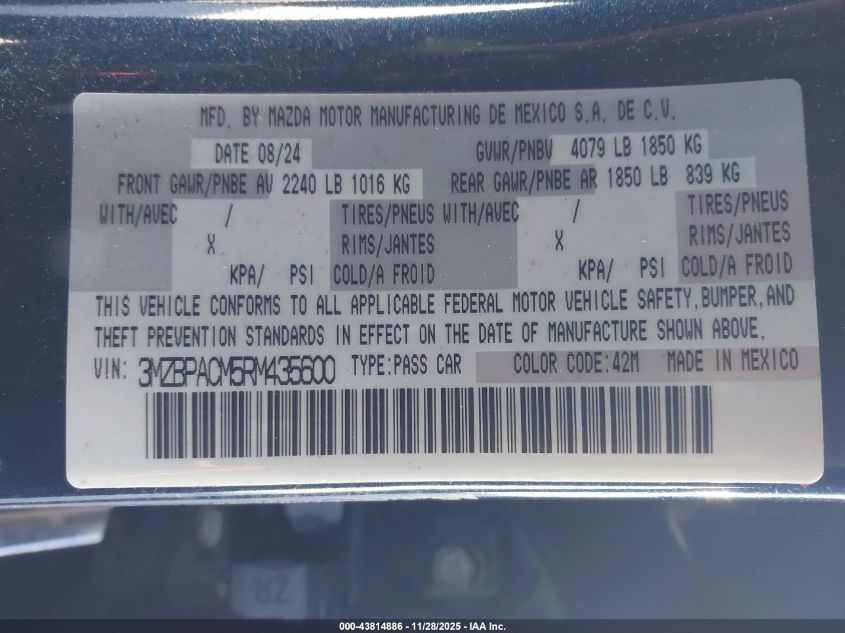 MFD. BY MAZDA MOTOR MANUFACTURING DE MEXICO S.A. DE C.V.
DATE 08/24 GVWR/PNBV 4079 LB 1850 KG
FRONT GAWR/PNBE AV 2240 LB 1016 KG REAR GAWR/PNBE AR 1850 LB 839 KG
WITH/AVEC / TIRES/PNEUS WITH/AVEC / TIRES/PNEUS
X RIMS/JANTES X RIMS/JANTES
KPA/ PSI COLD/A FROID KPA/ PSI COLD/A FROID
THIS VEHICLE CONFORMS TO ALL APPLICABLE FEDERAL MOTOR VEHICLE SAFETY,BUMPER,AND
THEFT PREVENTION STANDARDS IN EFFECT ON THE DATE OF MANUFACTURE SHOWN ABOVE.
VIN: 3MZBPACM5RM435600 TYPE:PASS CAR COLOR CODE:42M MADE IN MEXICO
000-43814886 - 11/28/2025 - IAA Inc.